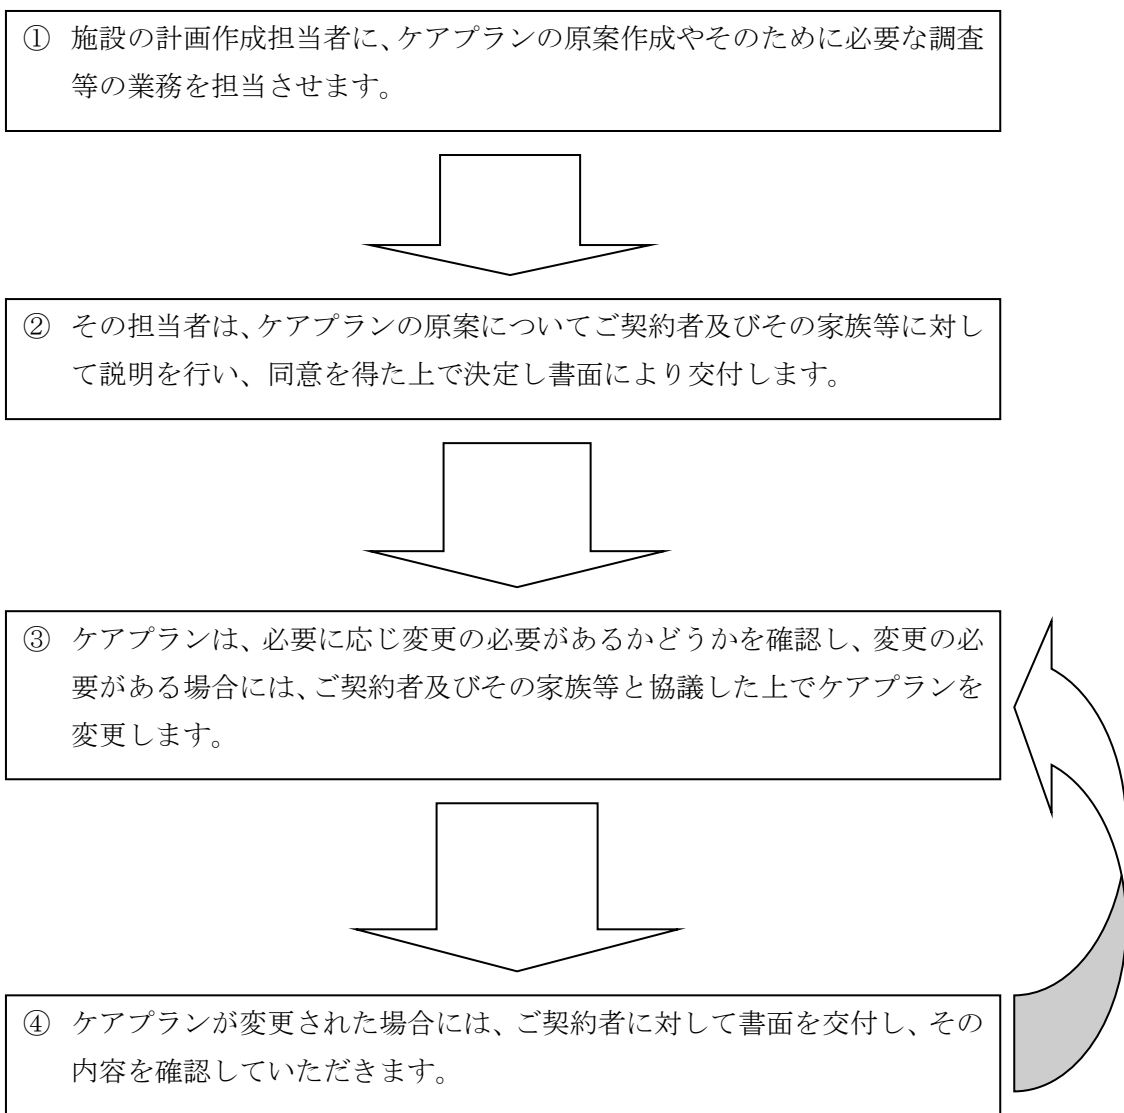 ① 施設の計画作成担当者に、ケアプランの原案作成やそのために必要な調査
等の業務を担当させます。
② その担当者は、ケアプランの原案についてご契約者及びその家族等に対し
て説明を行い、同意を得た上で決定し書面により交付します。
③ ケアプランは、必要に応じ変更の必要があるかどうかを確認し、変更の必
要がある場合には、ご契約者及びその家族等と協議した上でケアプランを
変更します。
④ ケアプランが変更された場合には、ご契約者に対して書面を交付し、その
内容を確認していただきます。